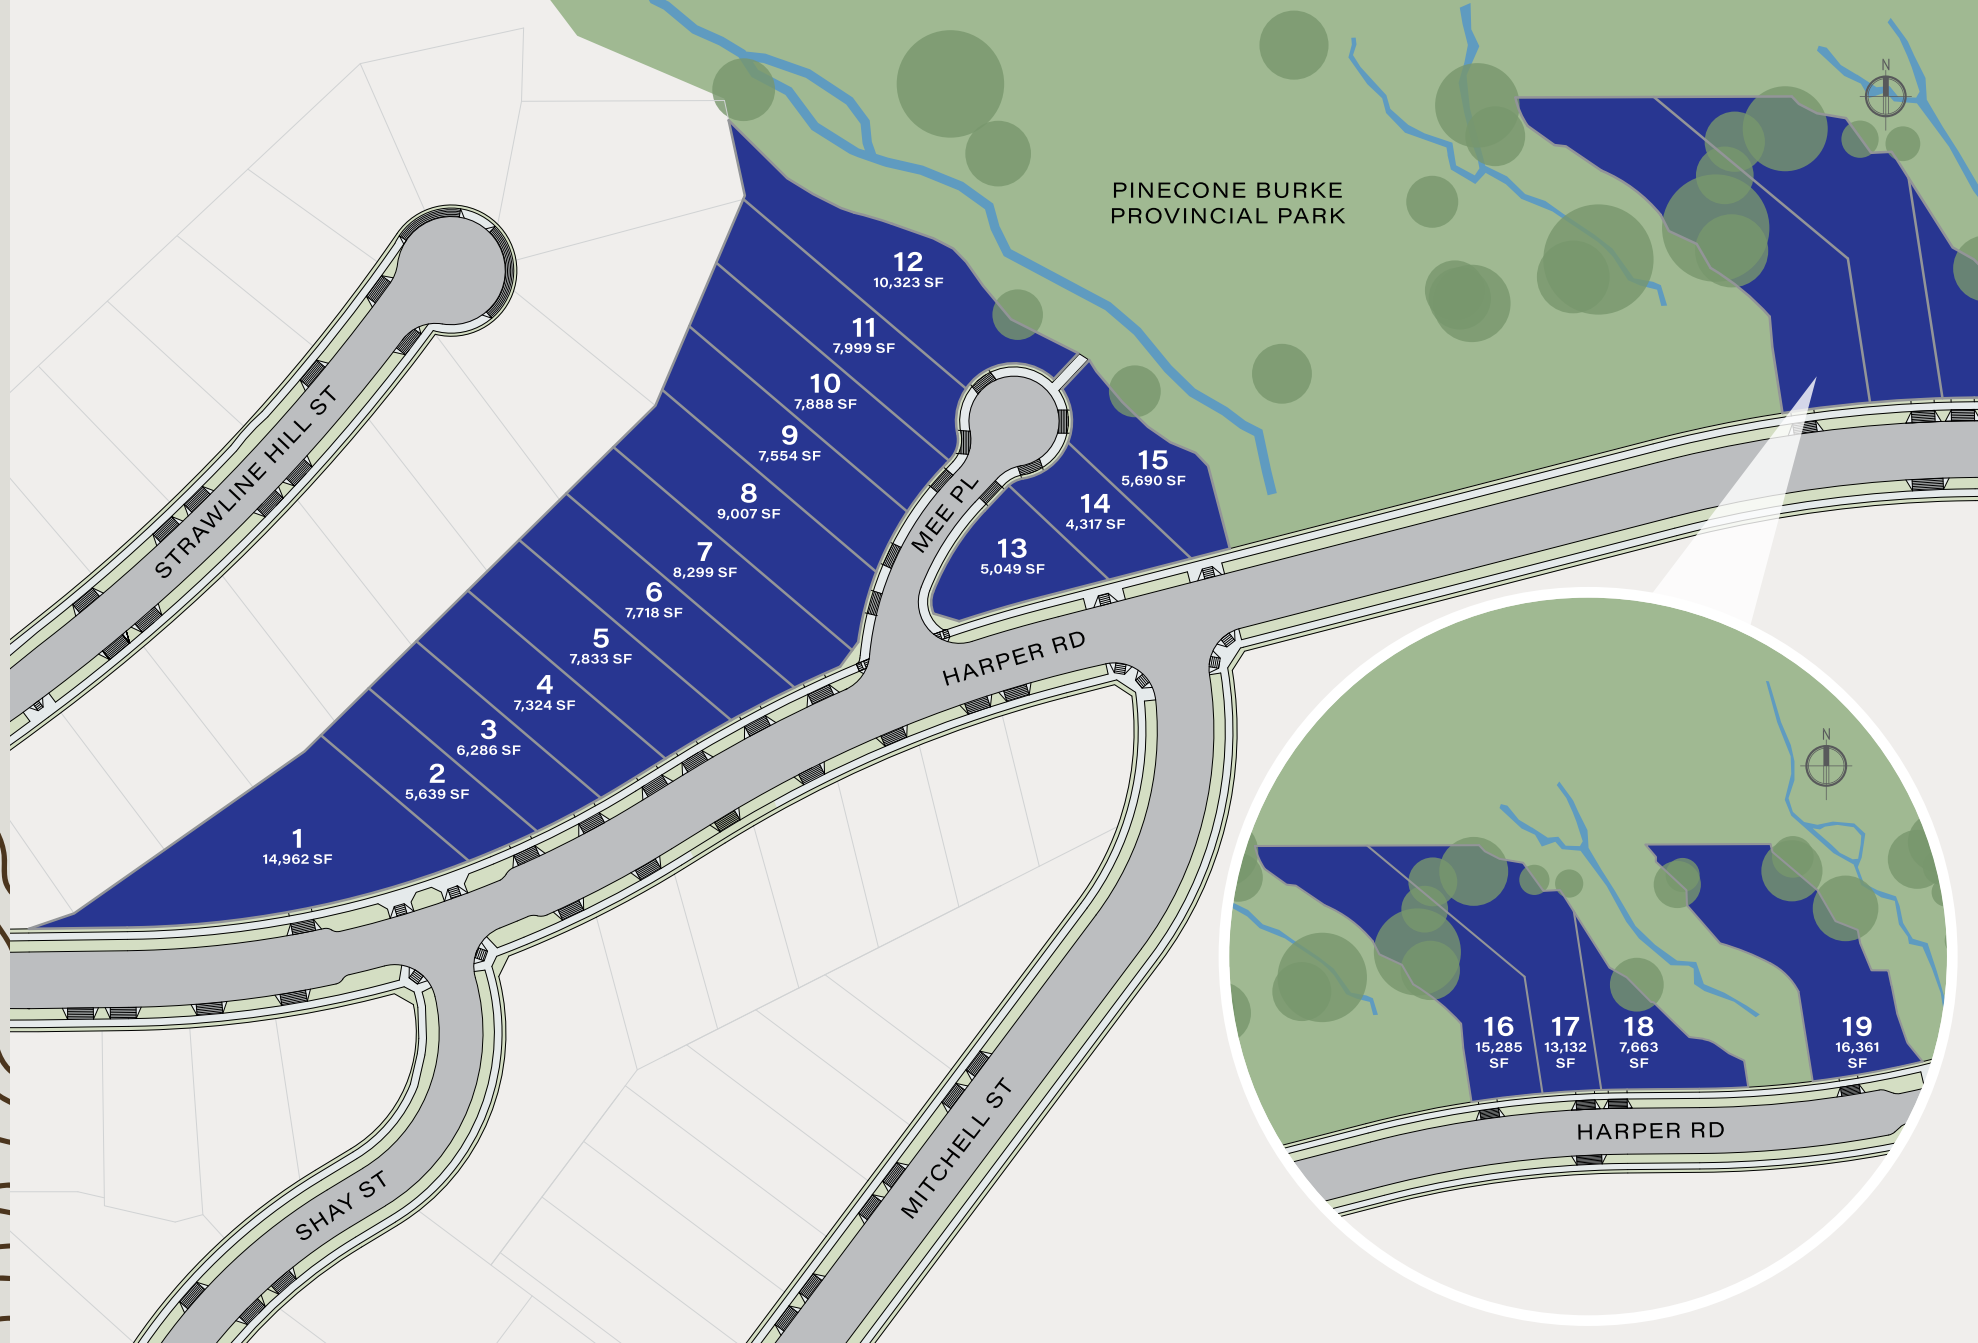 N
PINECONE BURKE
PROVINCIAL PARK
12
10,323 SF
11
7,999 SF
10
7,888 SF
9
7,554 SF
8
9,007 SF
7
8,299 SF
6
7,718 SF
5
7,833 SF
4
7,324 SF
3
6,286 SF
2
5,639 SF
1
14,962 SF
15
5,690 SF
14
4,317 SF
13
5,049 SF
STRAWLINE HILL ST
MEE PL
HARPER RD
SHAY ST
MITCHELL ST
N
16
15,285
SF
17
13,132
SF
18
7,663
SF
19
16,361
SF
HARPER RD